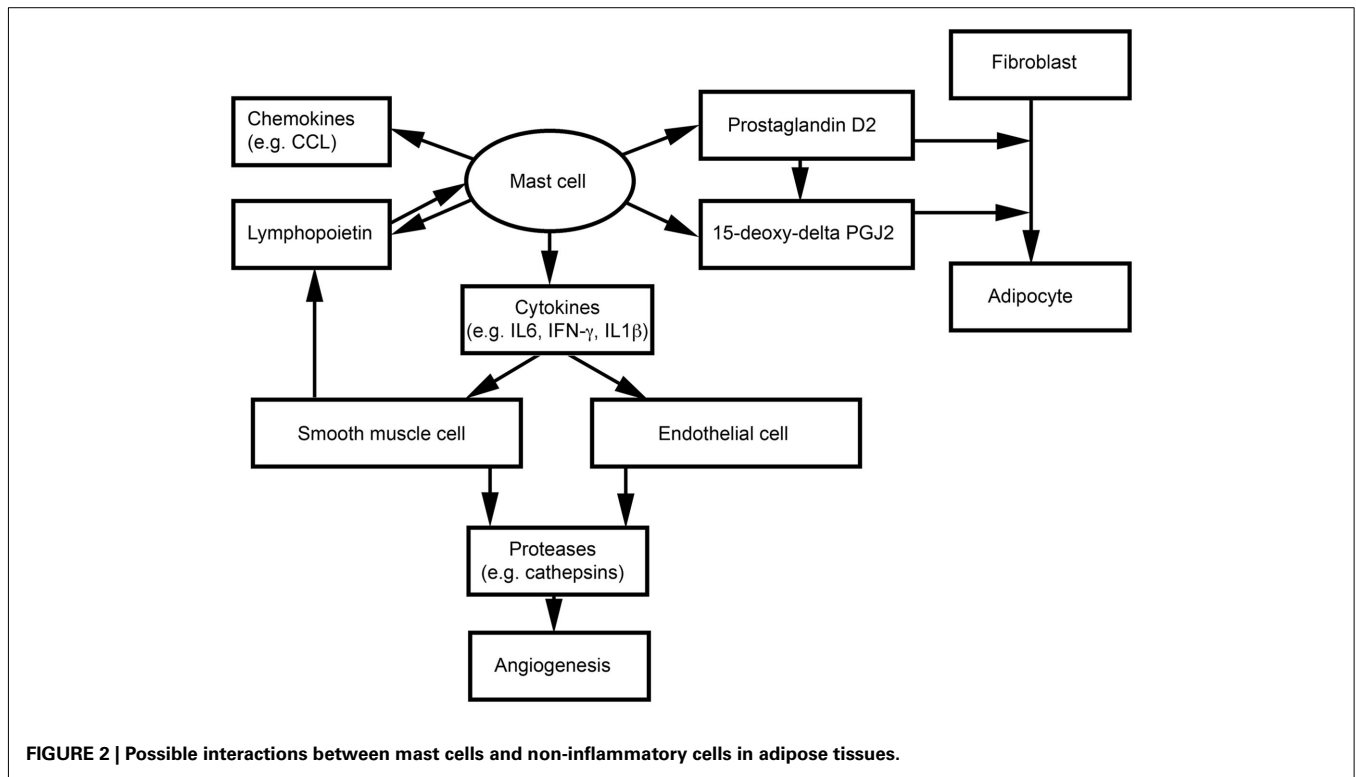 Fibroblast
Chemokines
(e.g. CCL)
Prostaglandin D2
Mast cell
Lymphopoietin
15-deoxy-delta PGJ2
Adipocyte
Cytokines
(e.g. IL6, IFN-γ, IL1β)
Smooth muscle cell
Endothelial cell
Proteases
(e.g. cathepsins)
Angiogenesis
FIGURE 2 | Possible interactions between mast cells and non-inflammatory cells in adipose tissues.